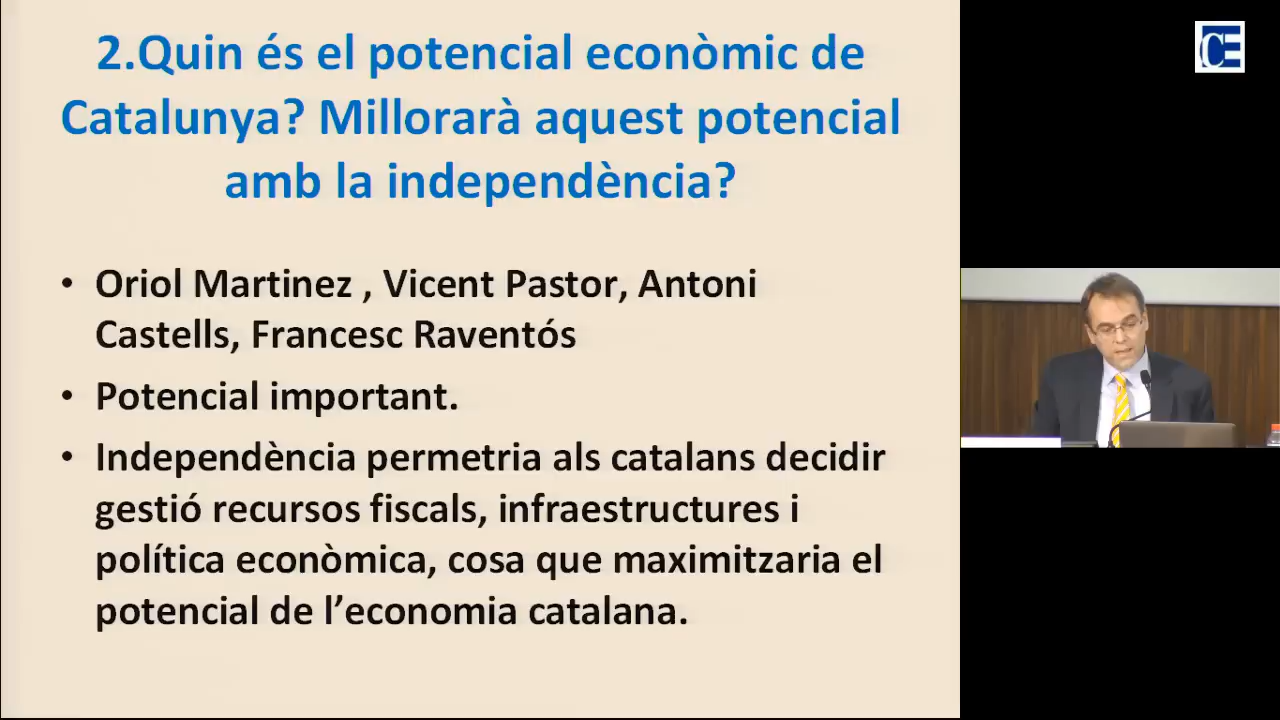 2.Quin és el potencial econòmic de
Catalunya? Millorarà aquest potencial
amb la independència?
• Oriol Martinez , Vicent Pastor, Antoni
Castells, Francesc Raventós
• Potencial important.
• Independència permetria als catalans decidir
gestió recursos fiscals, infraestructures i
política econòmica, cosa que maximitzaria el
potencial de l’economia catalana.
CE